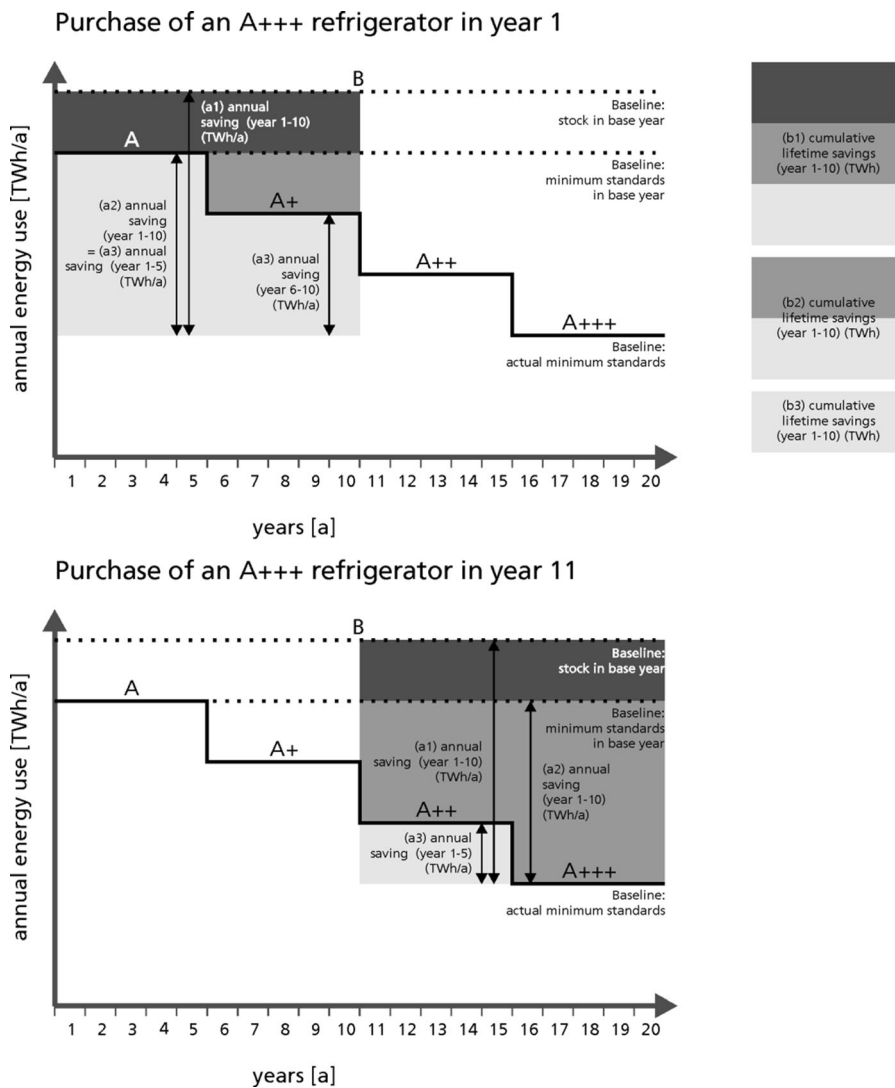 Purchase of an A+++ refrigerator in year 1
B
(a1) annual
saving (year 1-10)
(TWh/a)
Baseline:
stock in base year
A
Baseline:
minimum standards
in base year
(a2) annual
saving
(year 1-10)
= (a3) annual
saving (year 1-5)
(TWh/a)
A+
(a3) annual
saving
(year 6-10)
(TWh/a)
A++
A+++
Baseline:
actual minimum standards
annual energy use [TWh/a]
1 2 3 4 5 6 7 8 9 10 11 12 13 14 15 16 17 18 19 20
years [a]
(b1) cumulative
lifetime savings
(year 1-10) (TWh)
(b2) cumulative
lifetime savings
(year 1-10) (TWh)
(b3) cumulative
lifetime savings
(year 1-10) (TWh)
Purchase of an A+++ refrigerator in year 11
B
Baseline:
stock in base year
A
Baseline:
minimum standards
in base year
A+
(a1) annual
saving (year 1-10)
(TWh/a)
(a2) annual
saving
(year 1-10)
(TWh/a)
A++
(a3) annual
saving (year 1-5)
(TWh/a)
A+++
Baseline:
actual minimum standards
annual energy use [TWh/a]
1 2 3 4 5 6 7 8 9 10 11 12 13 14 15 16 17 18 19 20
years [a]